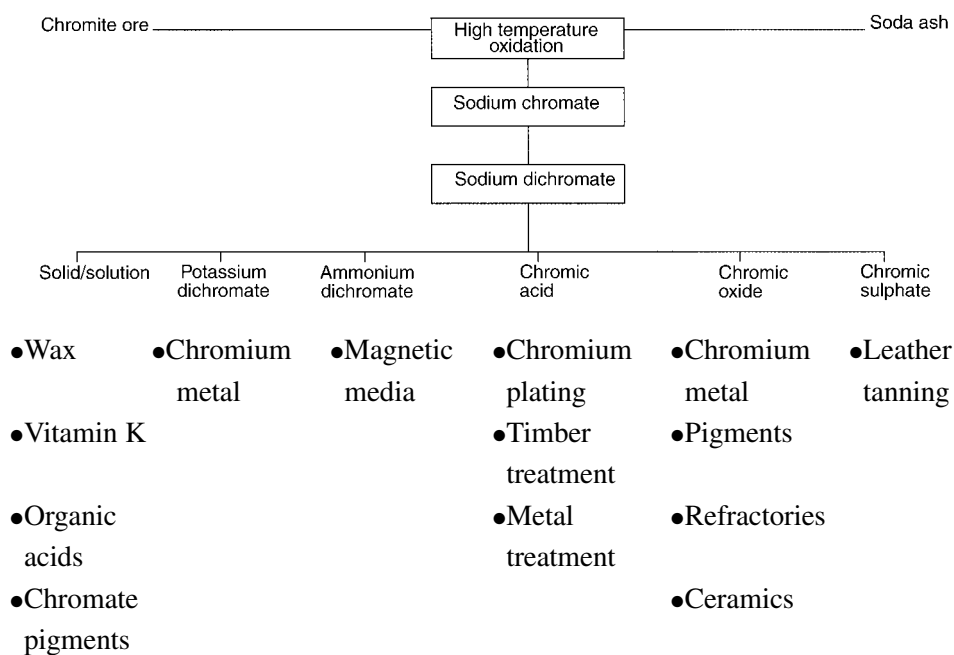 Chromite ore
High temperature
oxidation
Soda ash
Sodium chromate
Sodium dichromate
Solid/solution
Potassium
dichromate
Ammonium
dichromate
Chromic
acid
Chromic
oxide
Chromic
sulphate
●Wax
●Vitamin K
●Organic
acids
●Chromate
pigments
●Chromium
metal
●Magnetic
media
●Chromium
plating
●Timber
treatment
●Metal
treatment
●Chromium
metal
●Pigments
●Refractories
●Ceramics
●Leather
tanning